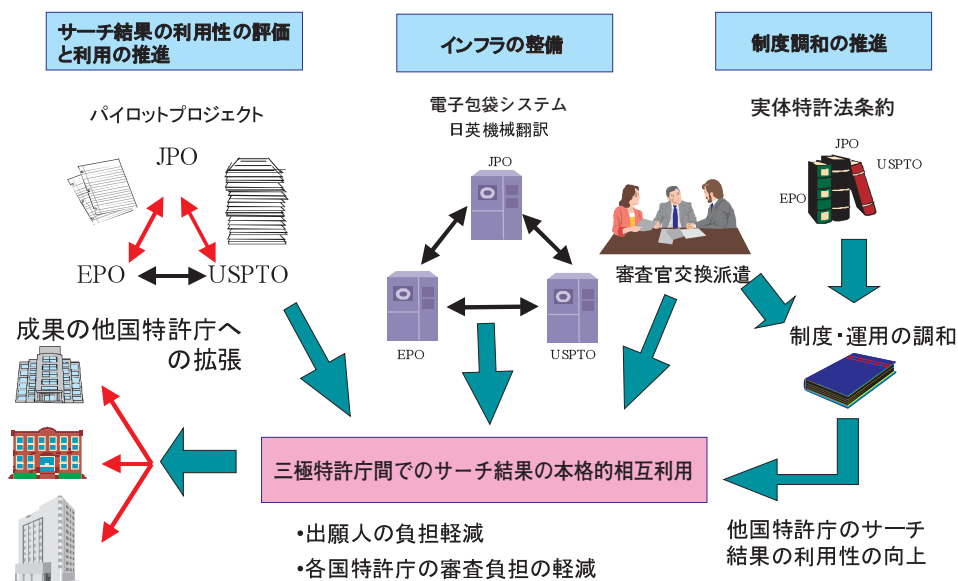 サーチ結果の利用性の評価
と利用の推進
インフラの整備
制度調和の推進
パイロットプロジェクト
JPO
EPO
USPTO
電子包袋システム
日英機械翻訳
JPO
EPO
USPTO
審査官交換派遣
実体特許法条約
JPO
USPTO
EPO
制度・運用の調和
成果の他国特許庁へ
の拡張
三極特許庁間でのサーチ結果の本格的相互利用
•出願人の負担軽減
•各国特許庁の審査負担の軽減
他国特許庁のサーチ
結果の利用性の向上